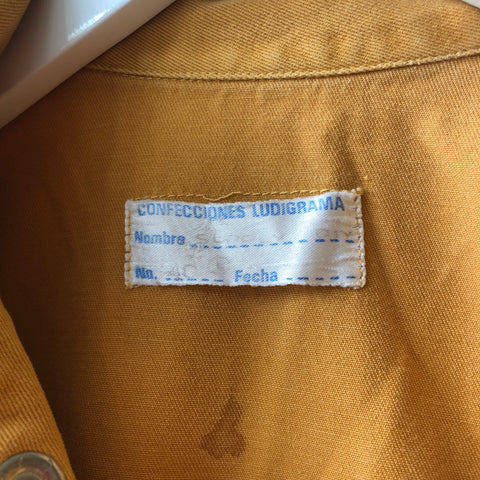 CONFECCIONES LUDIGRAMA
Nombre
No. Fecha